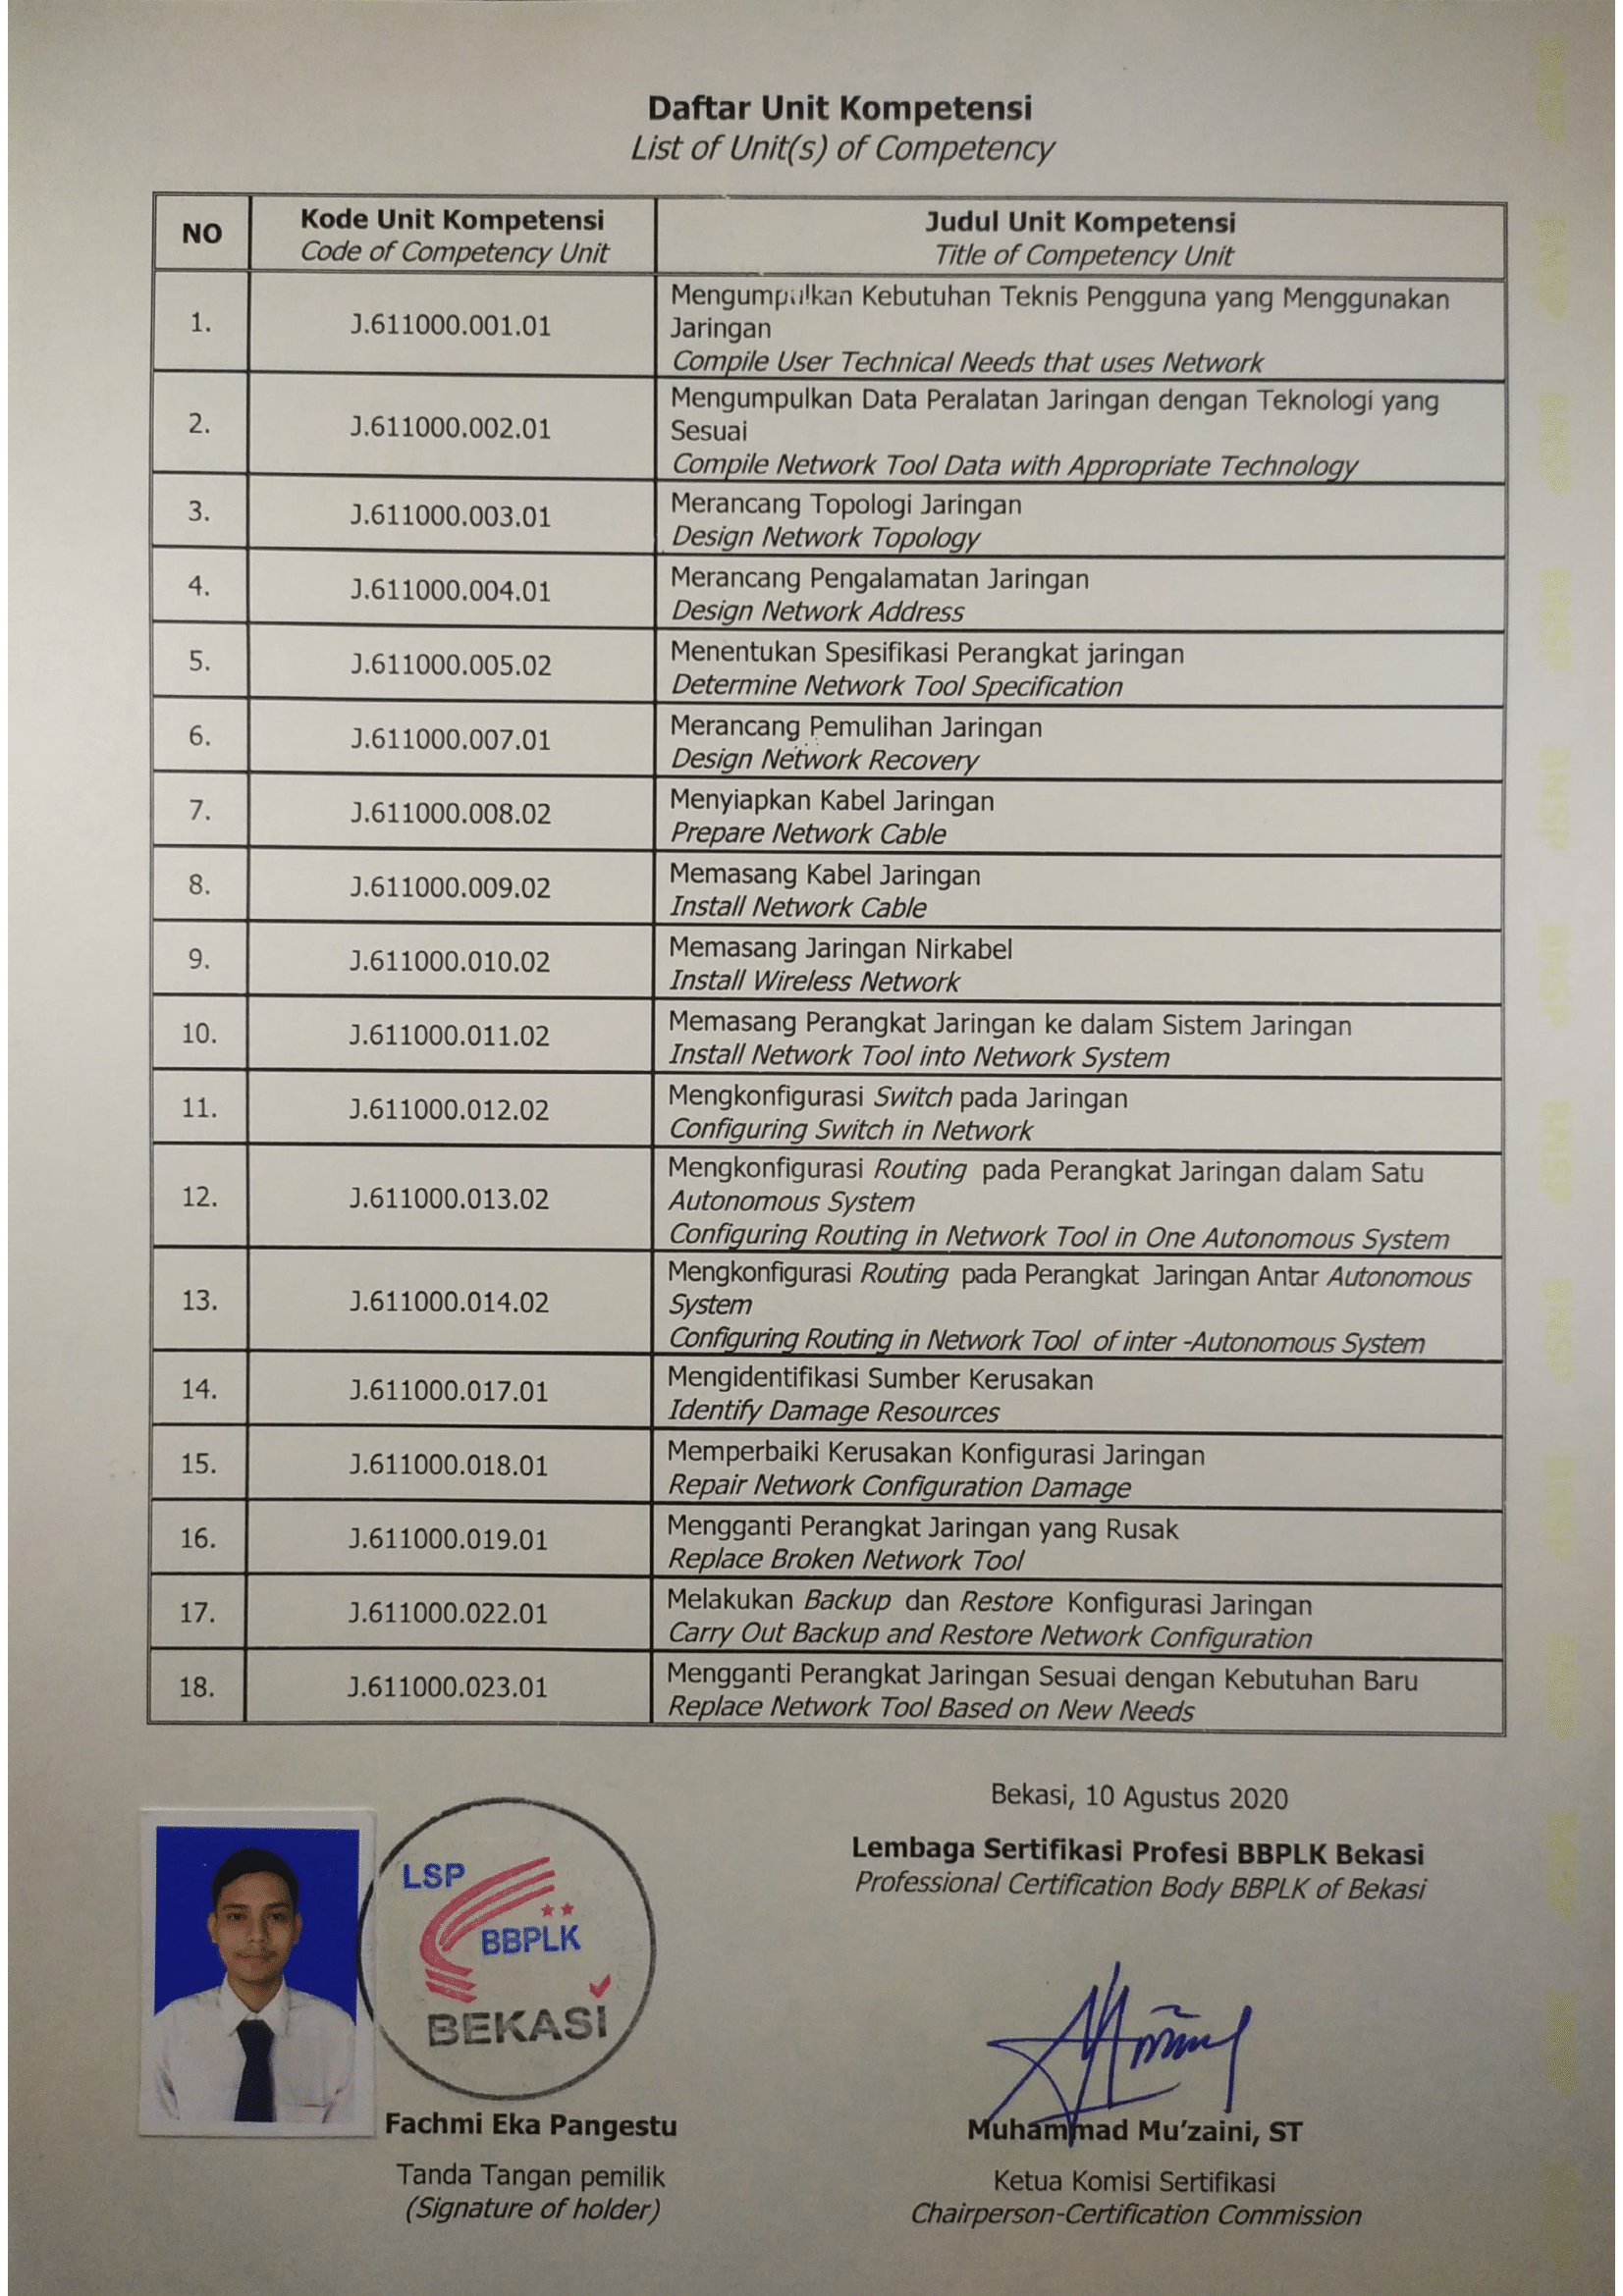 Daftar Unit Kompetensi
List of Unit(s) of Competency
NO
Kode Unit Kompetensi
Code of Competency Unit
Judul Unit Kompetensi
Title of Competency Unit
1.
J.611000.001.01
Mengumpulkan Kebutuhan Teknis Pengguna yang Menggunakan
Jaringan
Compile User Technical Needs that uses Network
2.
J.611000.002.01
Mengumpulkan Data Peralatan Jaringan dengan Teknologi yang
Sesuai
Compile Network Tool Data with Appropriate Technology
3.
J.611000.003.01
Merancang Topologi Jaringan
Design Network Topology
4.
J.611000.004.01
Merancang Pengalamatan Jaringan
Design Network Address
5.
J.611000.005.02
Menentukan Spesifikasi Perangkat jaringan
Determine Network Tool Specification
6.
J.611000.007.01
Merancang Pemulihan Jaringan
Design Network Recovery
7.
J.611000.008.02
Menyiapkan Kabel Jaringan
Prepare Network Cable
8.
J.611000.009.02
Memasang Kabel Jaringan
Install Network Cable
9.
J.611000.010.02
Memasang Jaringan Nirkabel
Install Wireless Network
10.
J.611000.011.02
Memasang Perangkat Jaringan ke dalam Sistem Jaringan
Install Network Tool into Network System
11.
J.611000.012.02
Mengkonfigurasi Switch pada Jaringan
Configuring Switch in Network
12.
J.611000.013.02
Mengkonfigurasi Routing pada Perangkat Jaringan dalam Satu
Autonomous System
Configuring Routing in Network Tool in One Autonomous System
13.
J.611000.014.02
Mengkonfigurasi Routing pada Perangkat Jaringan Antar Autonomous
System
Configuring Routing in Network Tool of inter -Autonomous System
14.
J.611000.017.01
Mengidentifikasi Sumber Kerusakan
Identify Damage Resources
15.
J.611000.018.01
Memperbaiki Kerusakan Konfigurasi Jaringan
Repair Network Configuration Damage
16.
J.611000.019.01
Mengganti Perangkat Jaringan yang Rusak
Replace Broken Network Tool
17.
J.611000.022.01
Melakukan Backup dan Restore Konfigurasi Jaringan
Carry Out Backup and Restore Network Configuration
18.
J.611000.023.01
Mengganti Perangkat Jaringan Sesuai dengan Kebutuhan Baru
Replace Network Tool Based on New Needs
Bekasi, 10 Agustus 2020
Lembaga Sertifikasi Profesi BBPLK Bekasi
Professional Certification Body BBPLK of Bekasi
LSP
BBPLK
BEKASI
Fachmi Eka Pangestu
Tanda Tangan pemilik
(Signature of holder)
Muhammad Mu'zaini, ST
Ketua Komisi Sertifikasi
Chairperson-Certification Commission